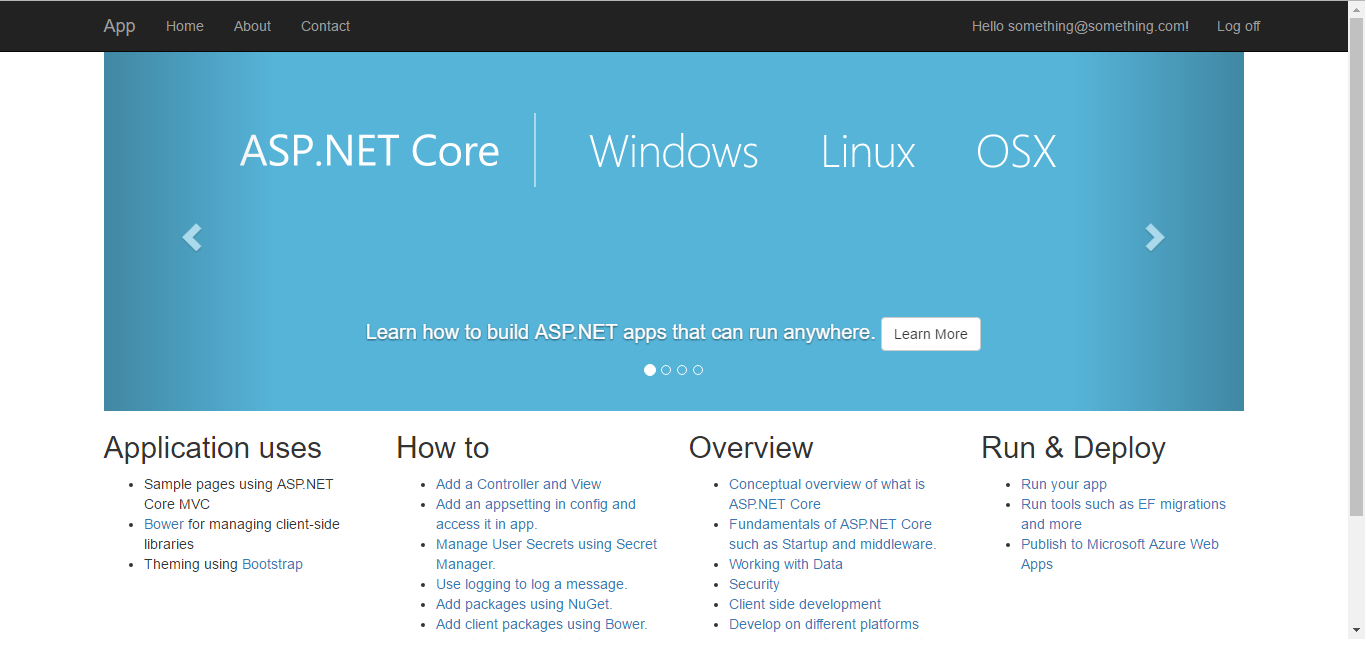 App Home About Contact Hello something@something.com! Log off
ASP.NET Core Windows Linux OSX
Learn how to build ASP.NET apps that can run anywhere. Learn More
Application uses
Sample pages using ASP.NET
Core MVC
Bower for managing client-side
libraries
Theming using Bootstrap
How to
Add a Controller and View
Add an appsetting in config and
access it in app.
Manage User Secrets using Secret
Manager.
Use logging to log a message.
Add packages using NuGet.
Add client packages using Bower.
Overview
Conceptual overview of what is
ASP.NET Core
Fundamentals of ASP.NET Core
such as Startup and middleware.
Working with Data
Security
Client side development
Develop on different platforms
Run & Deploy
Run your app
Run tools such as EF migrations
and more
Publish to Microsoft Azure Web
Apps